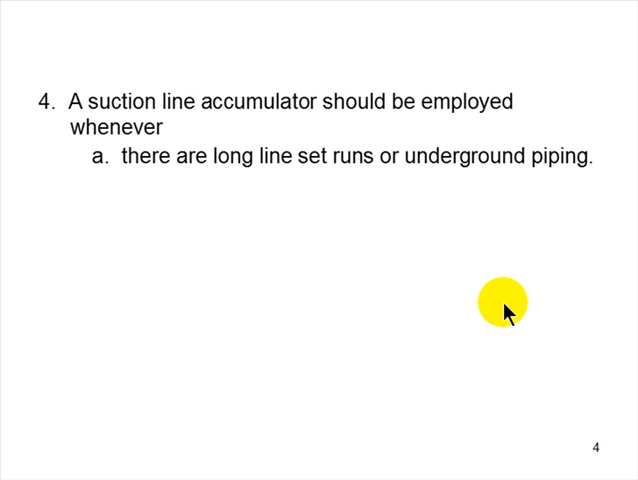 4. A suction line accumulator should be employed
whenever
a. there are long line set runs or underground piping.
4